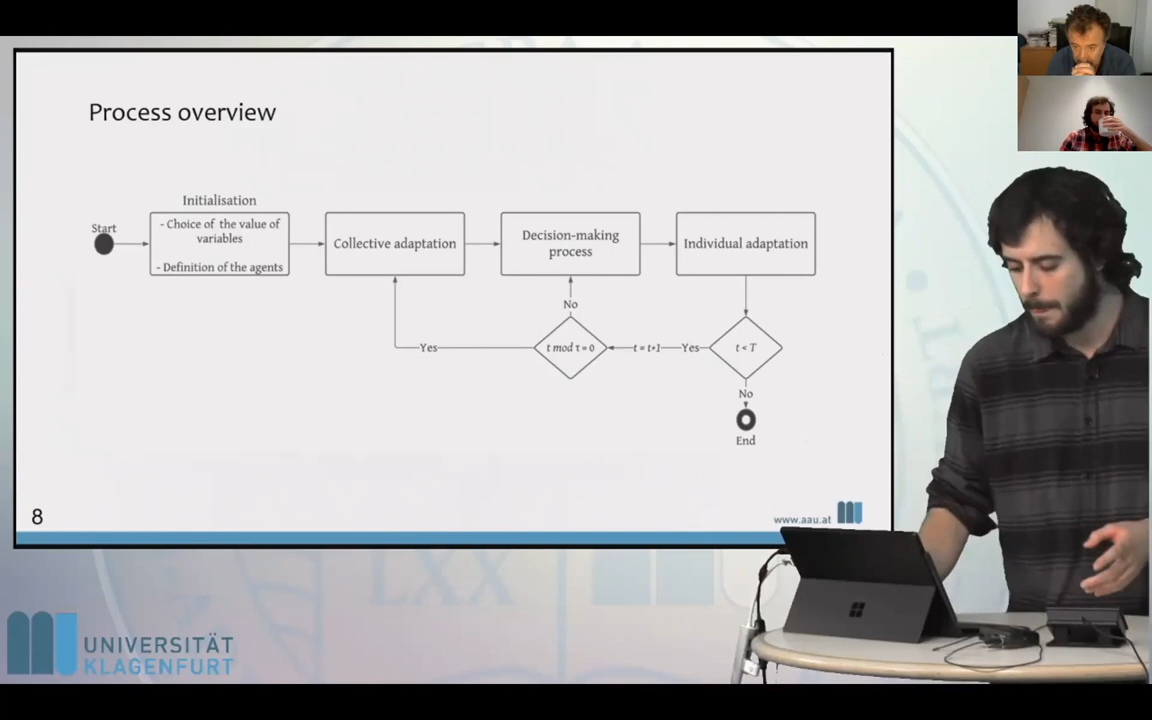 Process overview
Initialisation
Start
- Choice of the value of
variables
- Definition of the agents
Collective adaptation
Decision-making
process
Individual adaptation
No
Yes
t mod τ = 0
t = t+1
Yes
t < T
No
End
8
www.aau.at
LXX
UNIVERSITÄT
KLAGENFURT